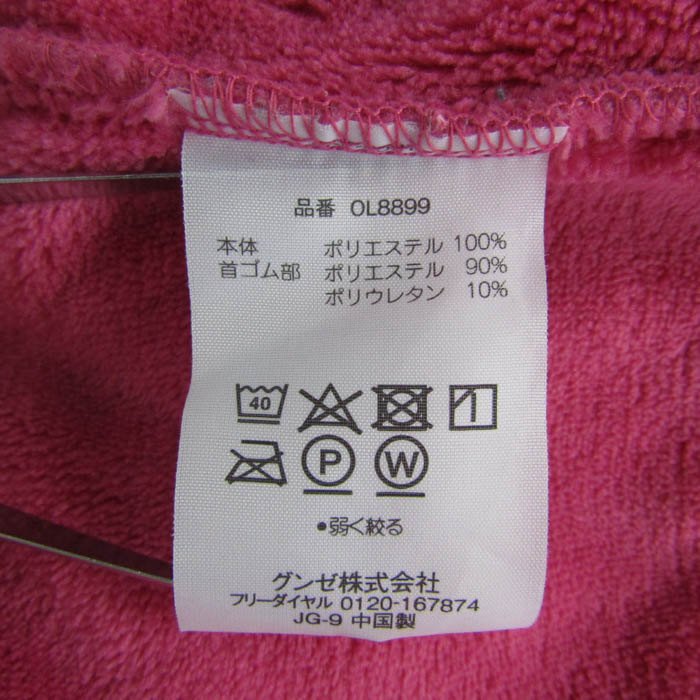 品番 OL8899
本体 ポリエステル 100%
首ゴム部 ポリエステル 90%
ポリウレタン 10%
40
P W
●弱く絞る
グンゼ株式会社
フリーダイヤル 0120-167874
JG-9 中国製